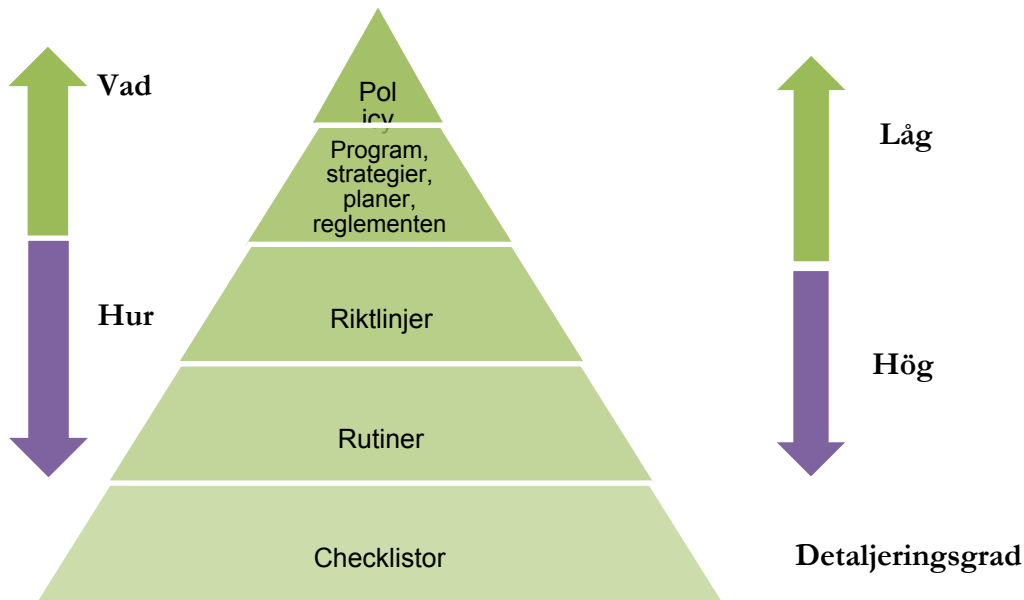 Vad
Pol
icy
Låg
Program,
strategier,
planer,
reglementen
Hur
Riktlinjer
Hög
Rutiner
Checklistor
Detaljeringsgrad